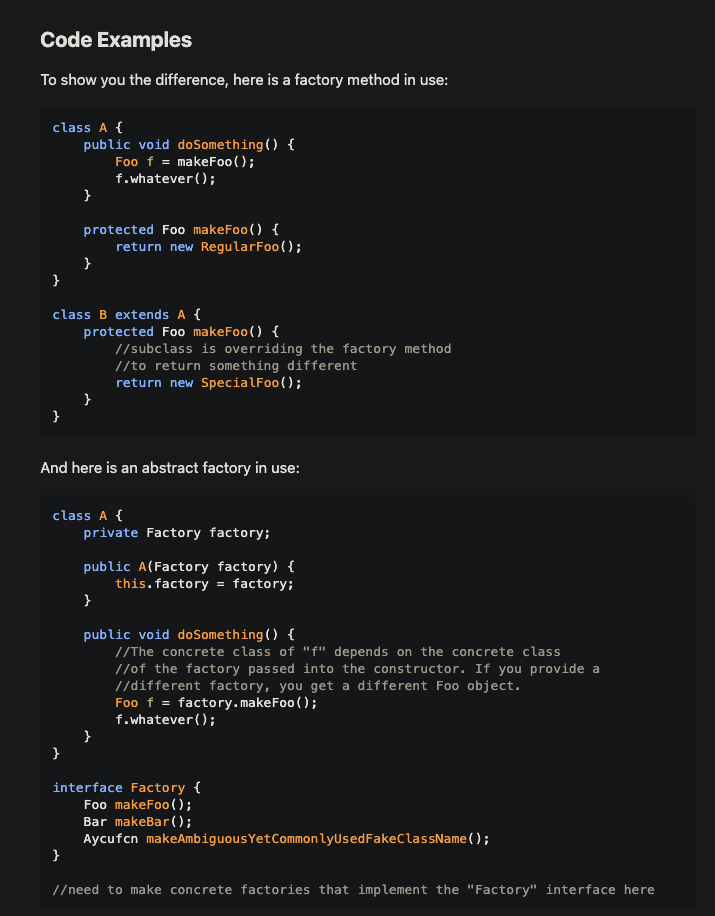 Code Examples
To show you the difference, here is a factory method in use:
class A {
    public void doSomething() {
        Foo f = makeFoo();
        f.whatever();
    }

    protected Foo makeFoo() {
        return new RegularFoo();
    }
}

class B extends A {
    protected Foo makeFoo() {
        //subclass is overriding the factory method
        //to return something different
        return new SpecialFoo();
    }
}
And here is an abstract factory in use:
class A {
    private Factory factory;

    public A(Factory factory) {
        this.factory = factory;
    }

    public void doSomething() {
        //The concrete class of "f" depends on the concrete class
        //of the factory passed into the constructor. If you provide a
        //different factory, you get a different Foo object.
        Foo f = factory.makeFoo();
        f.whatever();
    }
}

interface Factory {
    Foo makeFoo();
    Bar makeBar();
    Aycufcn makeAmbiguousYetCommonlyUsedFakeClassName();
}

//need to make concrete factories that implement the "Factory" interface here